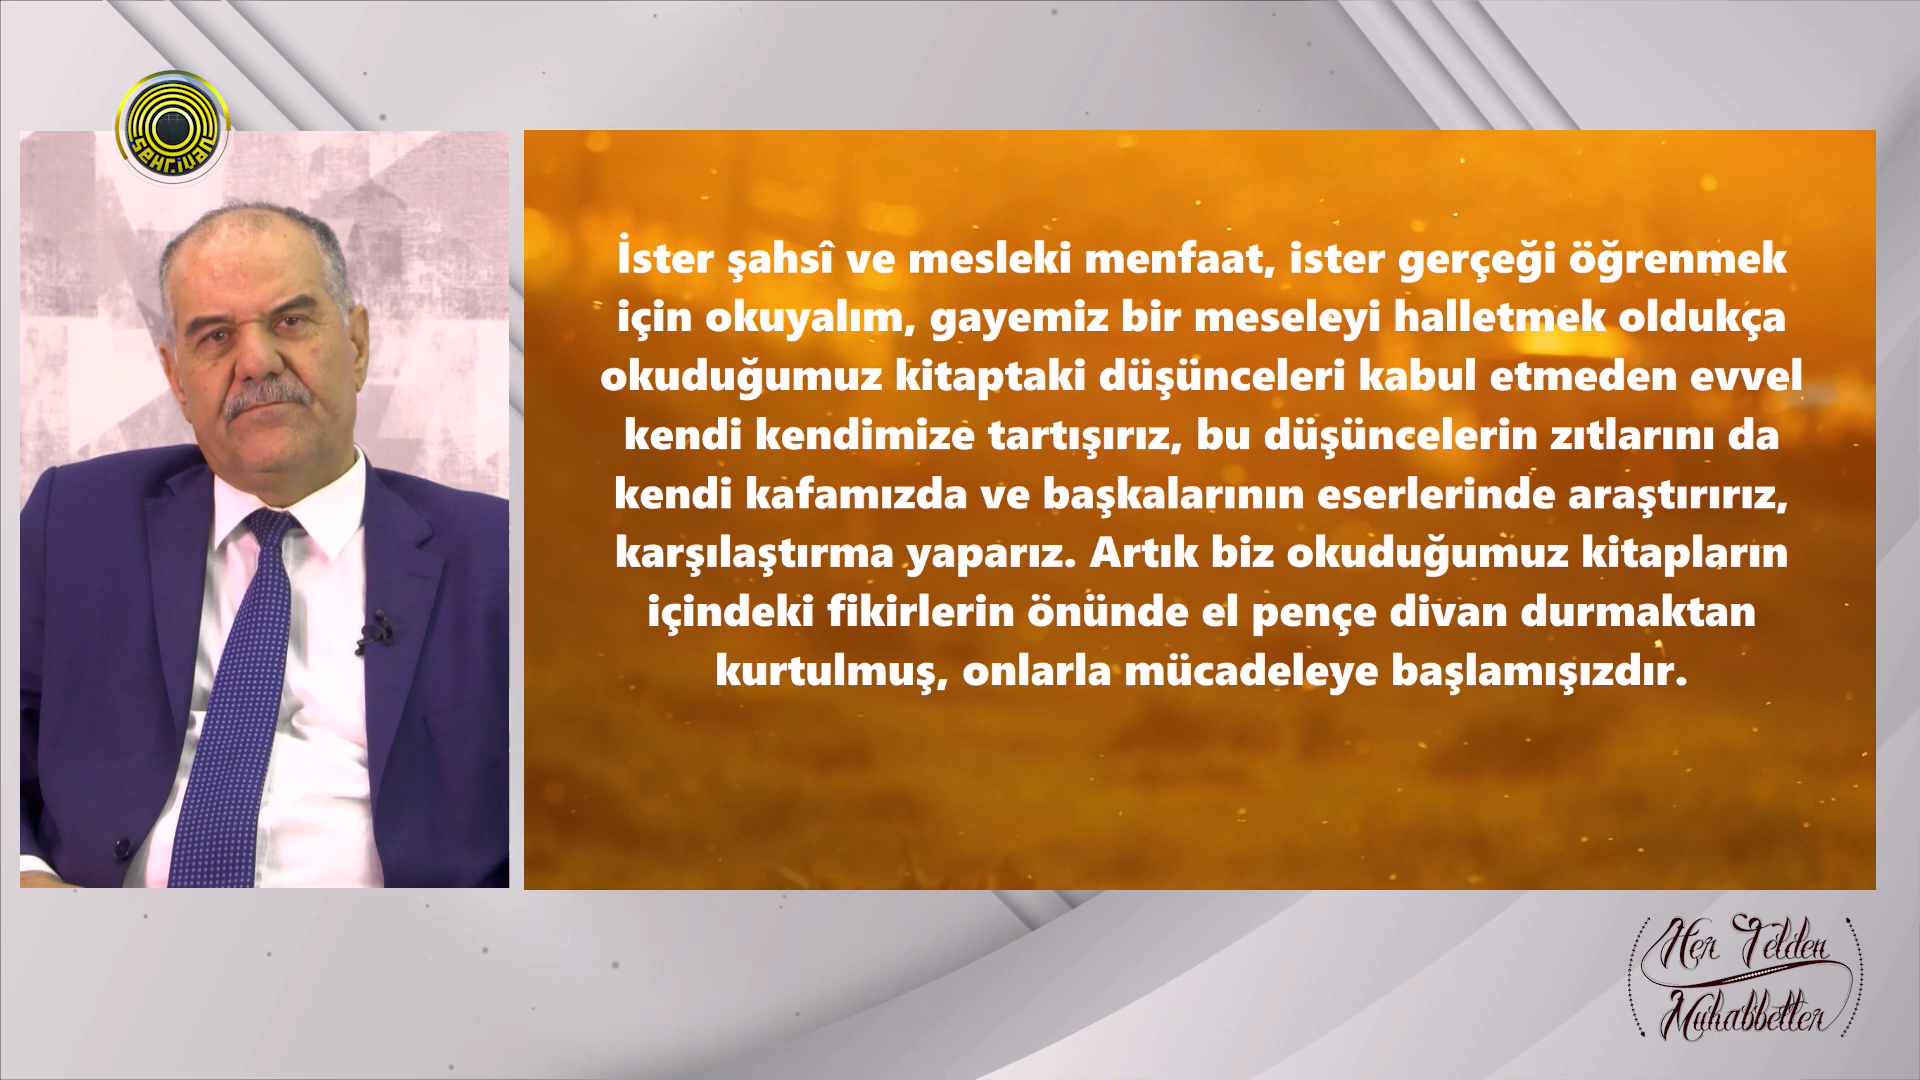 şehrivan
İster şahsî ve mesleki menfaat, ister gerçeği öğrenmek
için okuyalım, gayemiz bir meseleyi halletmek oldukça
okuduğumuz kitaptaki düşünceleri kabul etmeden evvel
kendi kendimize tartışırız, bu düşüncelerin zıtlarını da
kendi kafamızda ve başkalarının eserlerinde araştırırız,
karşılaştırma yaparız. Artık biz okuduğumuz kitapların
içindeki fikirlerin önünde el pençe divan durmaktan
kurtulmuş, onlarla mücadeleye başlamışızdır.
Her Telden
Muhabbetler